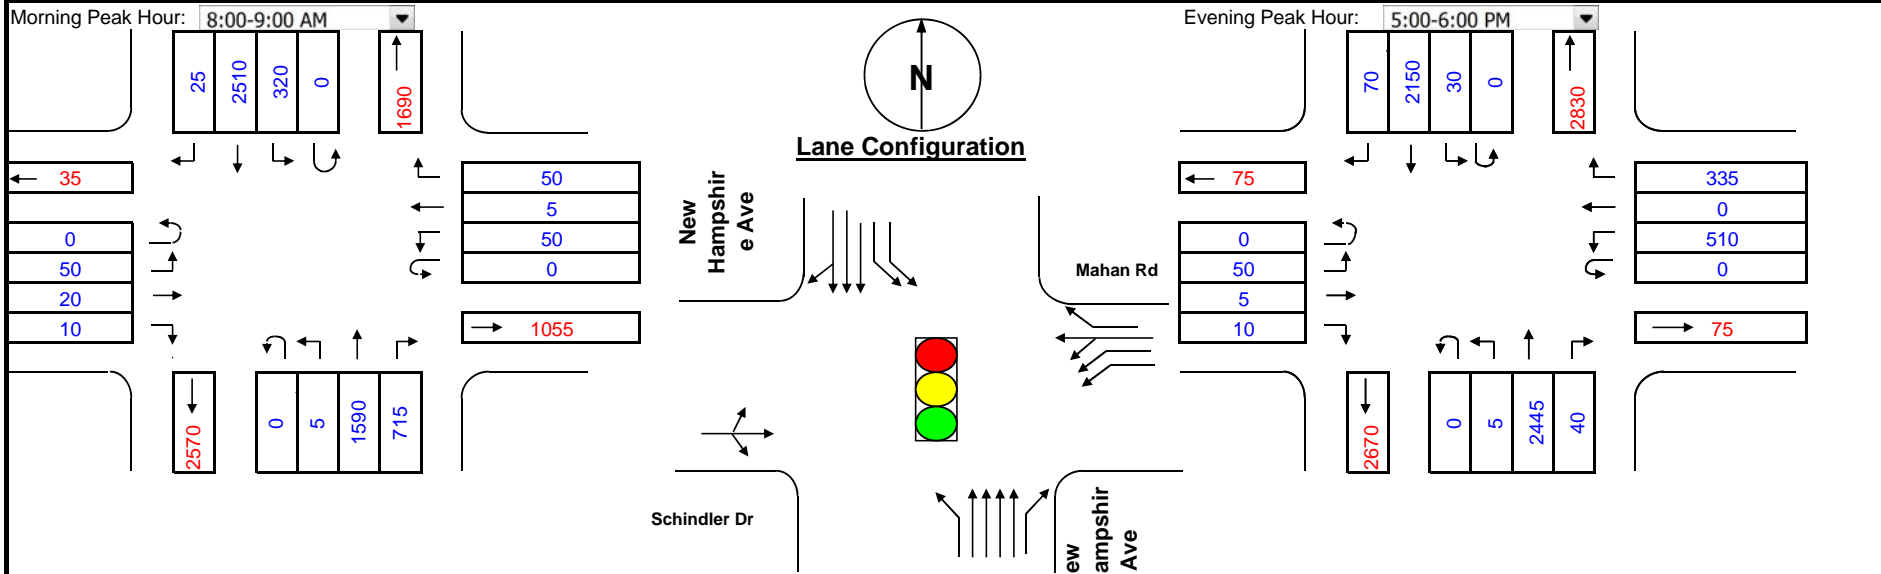 Morning Peak Hour: 8:00-9:00 AM
25 2510 320 0 1690
35
0
50
20
10
50
5
50
0
1055
2570 0 5 1590 715
N
Lane Configuration
New
Hampshir
e Ave
Mahan Rd
Schindler Dr
ew
ampshir
Ave
Evening Peak Hour: 5:00-6:00 PM
70 2150 30 0 2830
75
0
50
5
10
335
0
510
0
75
2670 0 5 2445 40